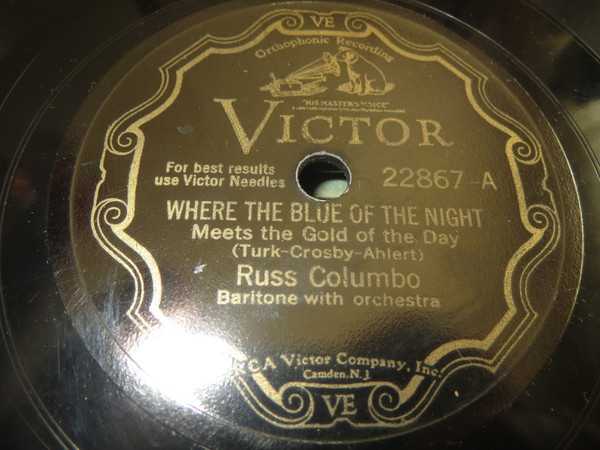 VE
Orthophonic Recording
"HIS MASTER'S VOICE"
VICTOR
For best results
use Victor Needles
22867-A
WHERE THE BLUE OF THE NIGHT
Meets the Gold of the Day
(Turk-Crosby-Ahlert)
Russ Columbo
Baritone with orchestra
RCA Victor Company, Inc.
Camden, N.J.
VE